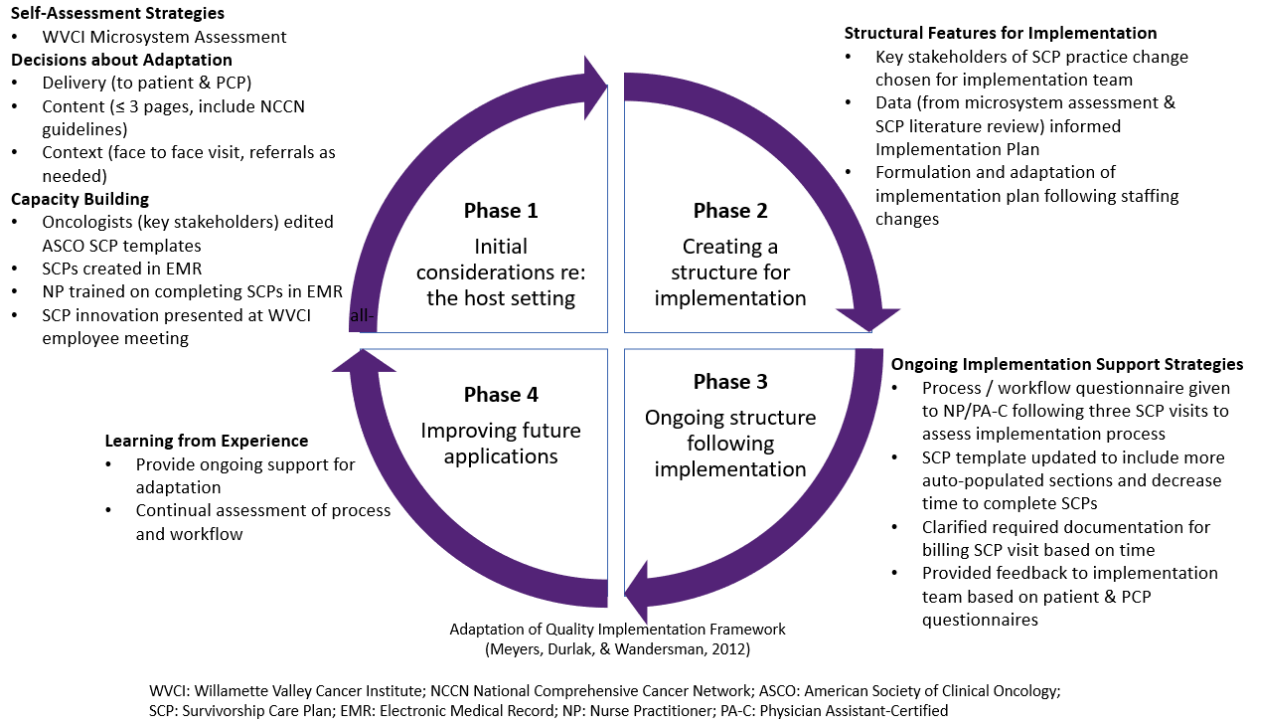 Self-Assessment Strategies
• WVCI Microsystem Assessment
Decisions about Adaptation
• Delivery (to patient & PCP)
• Content (≤ 3 pages, include NCCN
guidelines)
• Context (face to face visit, referrals as
needed)
Capacity Building
• Oncologists (key stakeholders) edited
ASCO SCP templates
• SCPs created in EMR
• NP trained on completing SCPs in EMR
• SCP innovation presented at WVCI all-
employee meeting
Phase 1
Initial
considerations re:
the host setting
Phase 2
Creating a
structure for
implementation
Structural Features for Implementation
• Key stakeholders of SCP practice change
chosen for implementation team
• Data (from microsystem assessment &
SCP literature review) informed
Implementation Plan
• Formulation and adaptation of
implementation plan following staffing
changes
Phase 3
Ongoing structure
following
implementation
Ongoing Implementation Support Strategies
• Process / workflow questionnaire given
to NP/PA-C following three SCP visits to
assess implementation process
• SCP template updated to include more
auto-populated sections and decrease
time to complete SCPs
• Clarified required documentation for
billing SCP visit based on time
• Provided feedback to implementation
team based on patient & PCP
questionnaires
Phase 4
Improving future
applications
Learning from Experience
• Provide ongoing support for
adaptation
• Continual assessment of process
and workflow
Adaptation of Quality Implementation Framework
(Meyers, Durlak, & Wandersman, 2012)
WVCI: Willamette Valley Cancer Institute; NCCN National Comprehensive Cancer Network; ASCO: American Society of Clinical Oncology;
SCP: Survivorship Care Plan; EMR: Electronic Medical Record; NP: Nurse Practitioner; PA-C: Physician Assistant-Certified